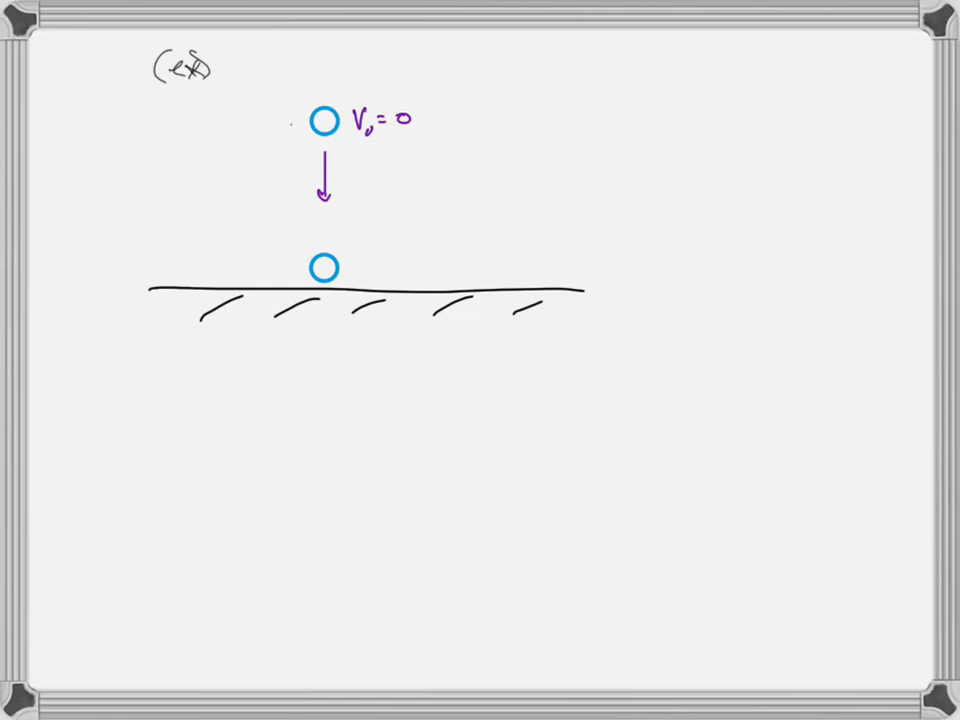 (ex)
V₀ = 0